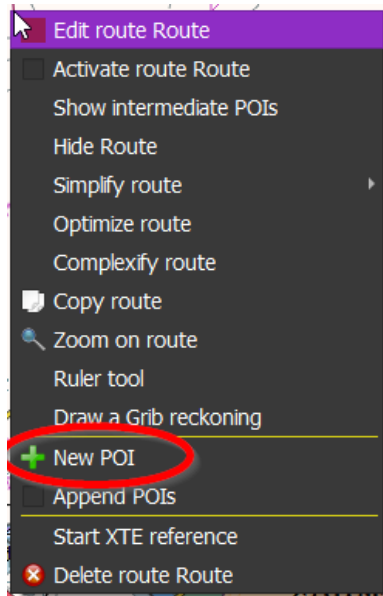 Edit route Route
Activate route Route
Show intermediate POIs
Hide Route
Simplify route
Optimize route
Complexify route
Copy route
Zoom on route
Ruler tool
Draw a Grib reckoning
New POI
Append POIs
Start XTE reference
Delete route Route